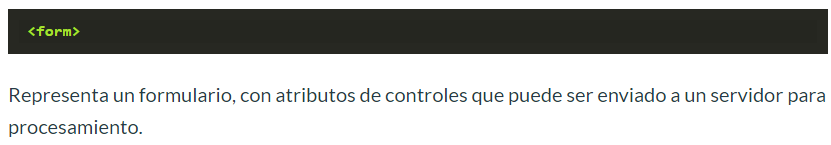 <form>
Representa un formulario, con atributos de controles que puede ser enviado a un servidor para
procesamiento.